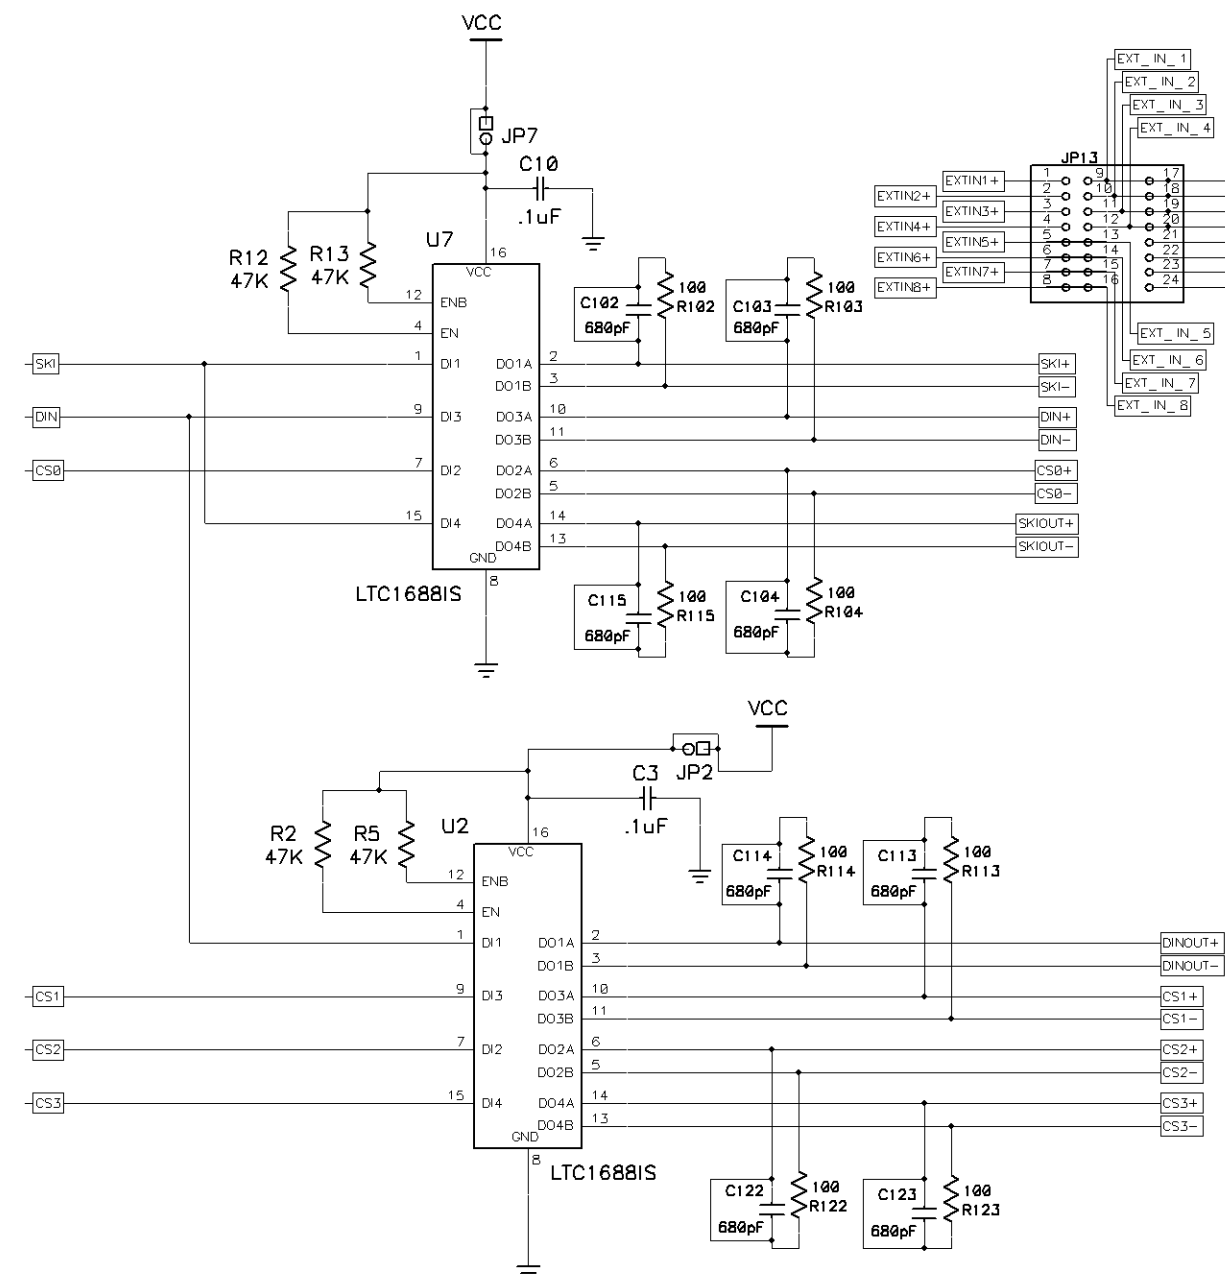 VCC
JP7
C10
.1uF
R12
47K
R13
47K
U7
16
VCC
12
ENB
4
EN
SKI
1
DI1
DIN
9
DI3
CS0
7
DI2
15
DI4
DO1A
2
DO1B
3
DO3A
10
DO3B
11
DO2A
6
DO2B
5
DO4A
14
DO4B
13
GND
8
LTC1688IS
C102
680pF
100
R102
C103
680pF
100
R103
SKI+
SKI-
DIN+
DIN-
CS0+
CS0-
SKIOUT+
SKIOUT-
C115
680pF
100
R115
C104
680pF
100
R104
EXT_IN_1
EXT_IN_2
EXT_IN_3
EXT_IN_4
JP13
EXTIN1+
EXTIN2+
EXTIN3+
EXTIN4+
EXTIN5+
EXTIN6+
EXTIN7+
EXTIN8+
1 9 17
2 10 18
3 11 19
4 12 20
5 13 21
6 14 22
7 15 23
8 16 24
EXT_IN_5
EXT_IN_6
EXT_IN_7
EXT_IN_8
VCC
JP2
C3
.1uF
R2
47K
R5
47K
U2
16
VCC
12
ENB
4
EN
1
DI1
CS1
9
DI3
CS2
7
DI2
CS3
15
DI4
DO1A
2
DO1B
3
DO3A
10
DO3B
11
DO2A
6
DO2B
5
DO4A
14
DO4B
13
GND
8
LTC1688IS
C114
680pF
100
R114
C113
680pF
100
R113
DINOUT+
DINOUT-
CS1+
CS1-
CS2+
CS2-
CS3+
CS3-
C122
680pF
100
R122
C123
680pF
100
R123